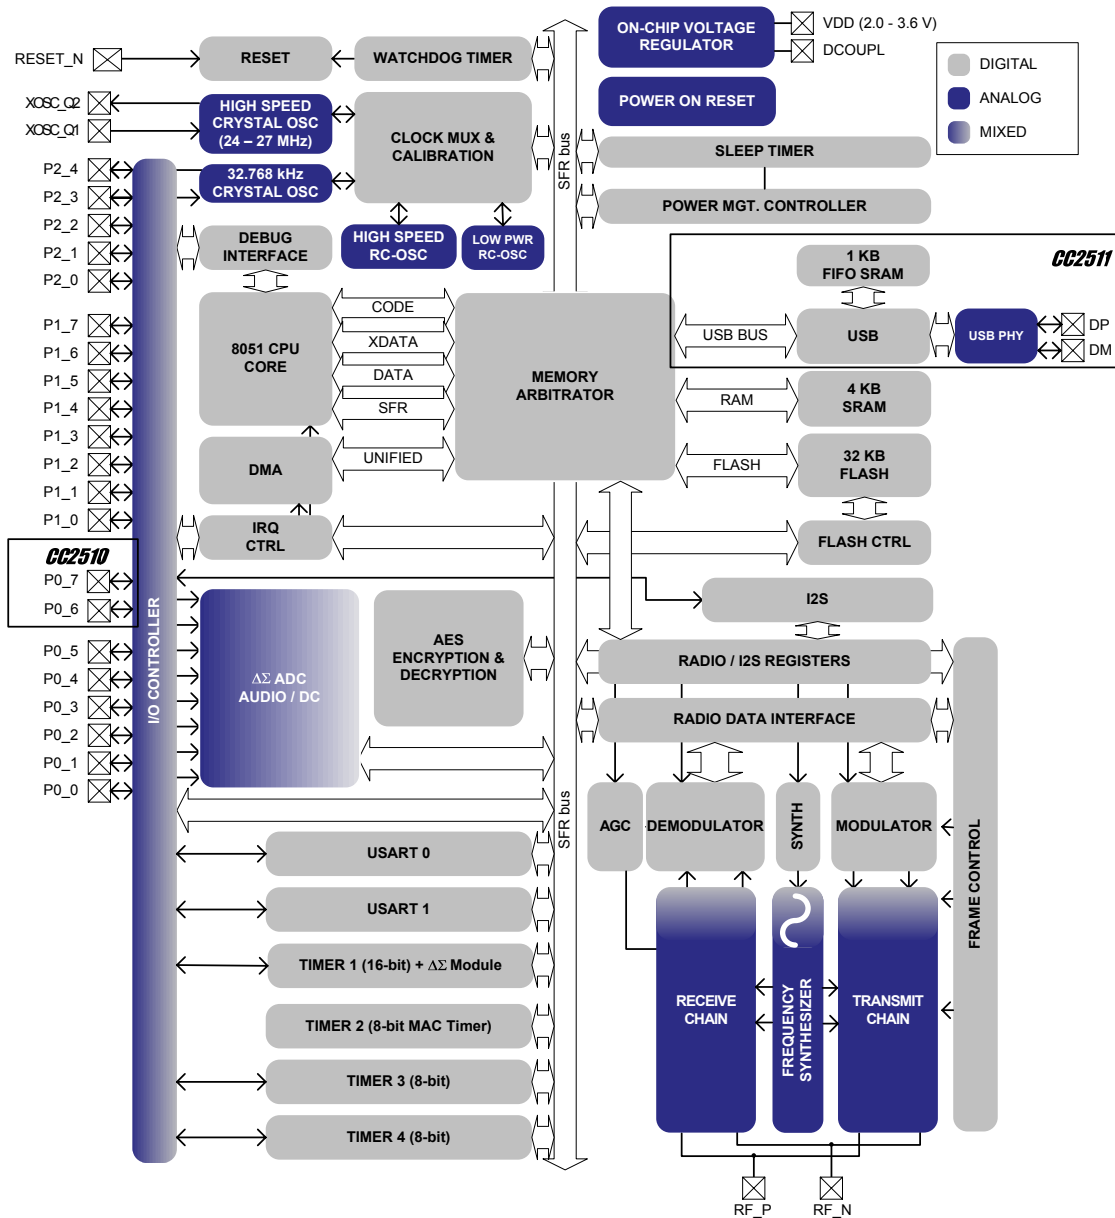 ON-CHIP VOLTAGE
REGULATOR
VDD (2.0 - 3.6 V)
DCOUPL
DIGITAL
ANALOG
MIXED
RESET_N
RESET
WATCHDOG TIMER
POWER ON RESET
XOSC_Q2
XOSC_Q1
HIGH SPEED
CRYSTAL OSC
(24 – 27 MHz)
CLOCK MUX &
CALIBRATION
SFR bus
SLEEP TIMER
POWER MGT. CONTROLLER
P2_4
P2_3
P2_2
P2_1
P2_0
32.768 kHz
CRYSTAL OSC
DEBUG
INTERFACE
HIGH SPEED
RC-OSC
LOW PWR
RC-OSC
1 KB
FIFO SRAM
CC2511
USB BUS
USB
USB PHY
DP
DM
P1_7
P1_6
P1_5
P1_4
P1_3
P1_2
P1_1
P1_0
8051 CPU
CORE
CODE
XDATA
DATA
SFR
MEMORY
ARBITRATOR
RAM
4 KB
SRAM
DMA
UNIFIED
FLASH
32 KB
FLASH
IRQ
CTRL
FLASH CTRL
CC2510
P0_7
P0_6
P0_5
P0_4
P0_3
P0_2
P0_1
P0_0
I/O CONTROLLER
ΔΣ ADC
AUDIO / DC
AES
ENCRYPTION &
DECRYPTION
I2S
RADIO / I2S REGISTERS
RADIO DATA INTERFACE
SFR bus
AGC
DEMODULATOR
SYNTH
MODULATOR
FRAME CONTROL
USART 0
USART 1
TIMER 1 (16-bit) + ΔΣ Module
TIMER 2 (8-bit MAC Timer)
TIMER 3 (8-bit)
TIMER 4 (8-bit)
RECEIVE
CHAIN
FREQUENCY
SYNTHESIZER
TRANSMIT
CHAIN
RF_P
RF_N